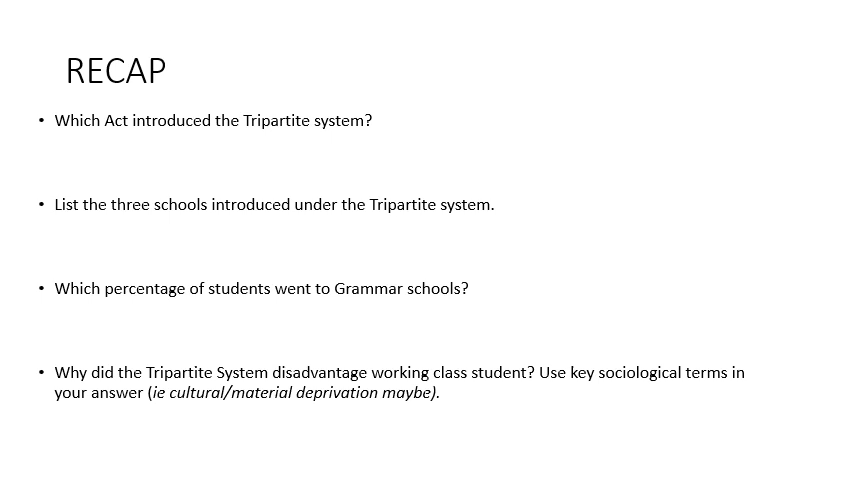 RECAP
• Which Act introduced the Tripartite system?
• List the three schools introduced under the Tripartite system.
• Which percentage of students went to Grammar schools?
• Why did the Tripartite System disadvantage working class student? Use key sociological terms in
your answer (ie cultural/material deprivation maybe).